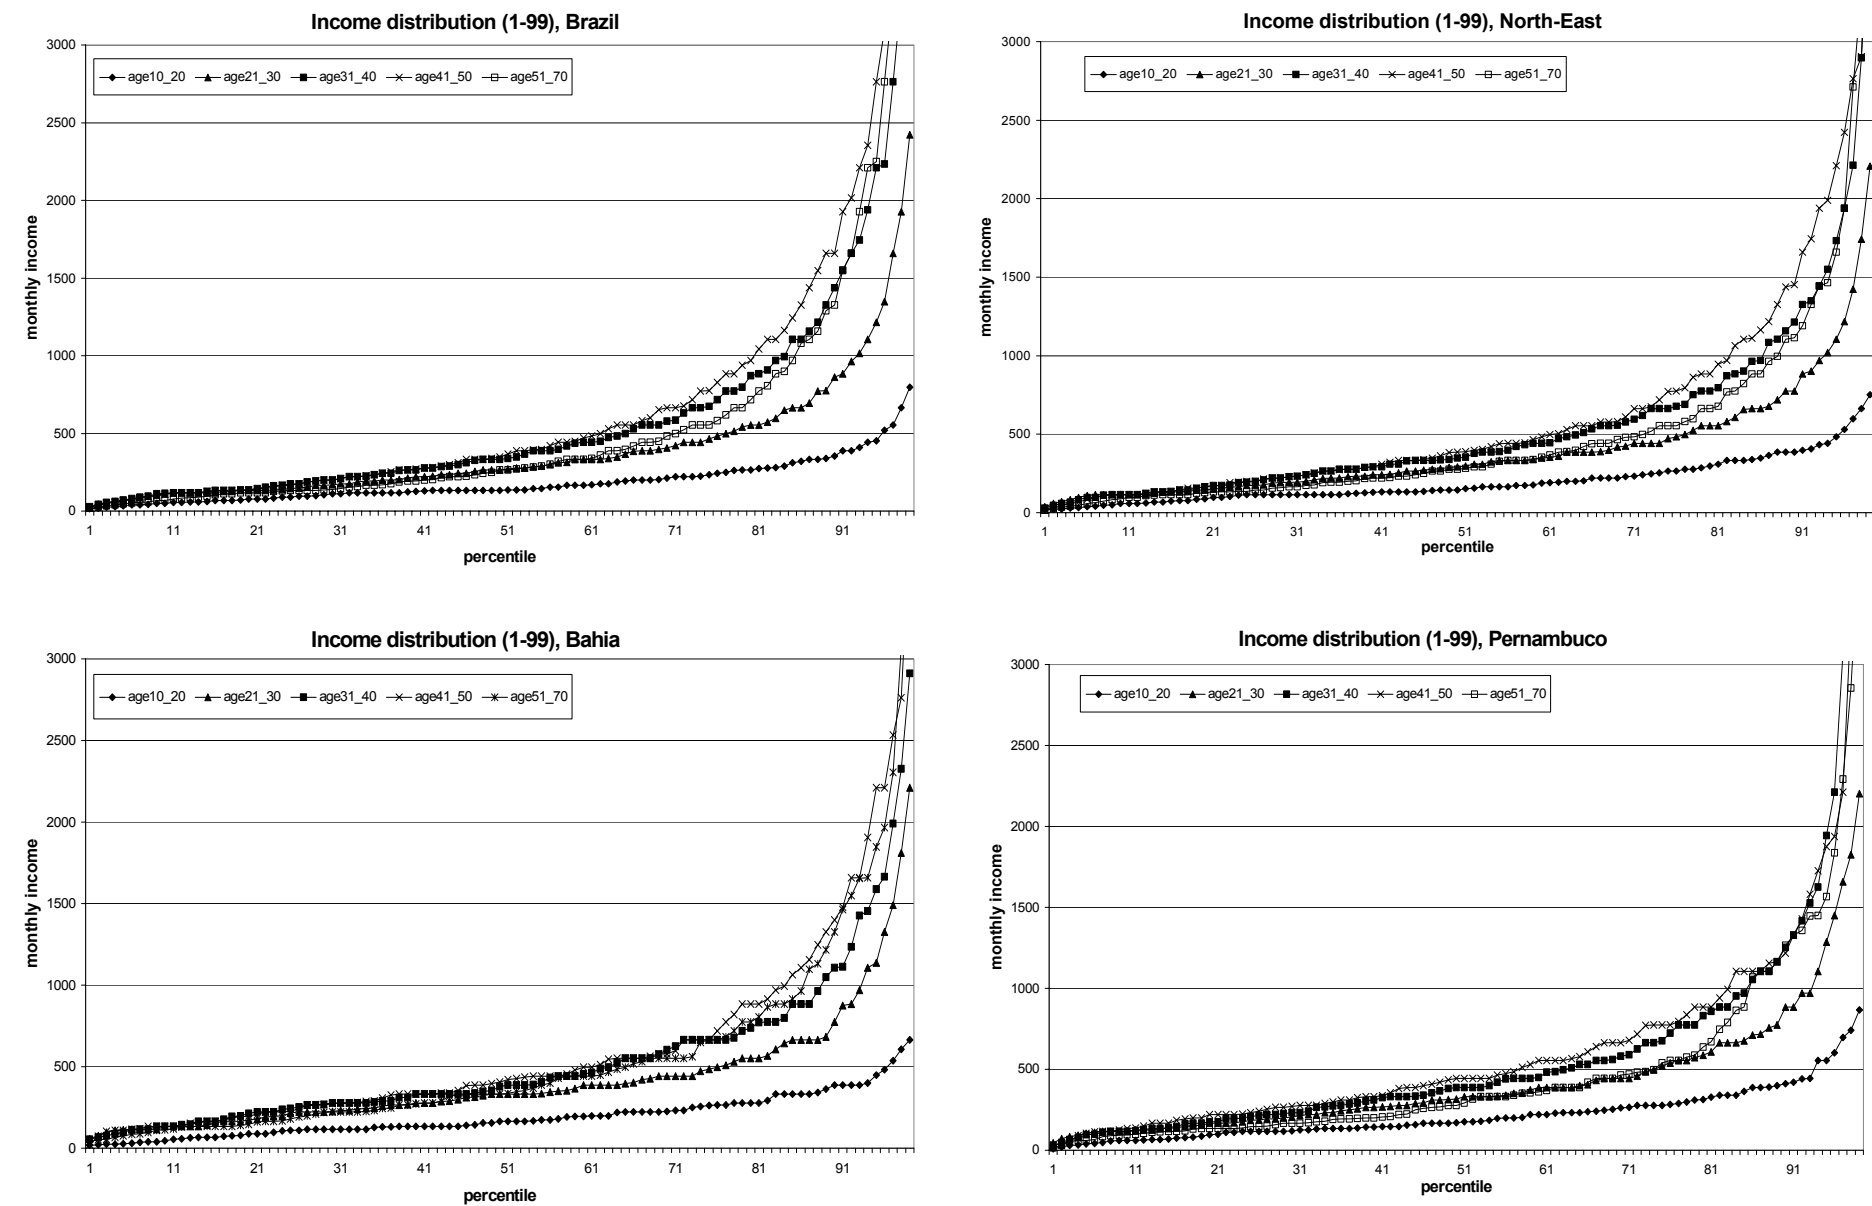 Income distribution (1-99), Brazil
3000
2500
2000
1500
1000
500
0
monthly income
age10_20 age21_30 age31_40 age41_50 age51_70
1 11 21 31 41 51 61 71 81 91
percentile
Income distribution (1-99), North-East
3000
2500
2000
1500
1000
500
0
monthly income
age10_20 age21_30 age31_40 age41_50 age51_70
1 11 21 31 41 51 61 71 81 91
percentile
Income distribution (1-99), Bahia
3000
2500
2000
1500
1000
500
0
monthly income
age10_20 age21_30 age31_40 age41_50 age51_70
1 11 21 31 41 51 61 71 81 91
percentile
Income distribution (1-99), Pernambuco
3000
2500
2000
1500
1000
500
0
monthly income
age10_20 age21_30 age31_40 age41_50 age51_70
1 11 21 31 41 51 61 71 81 91
percentile